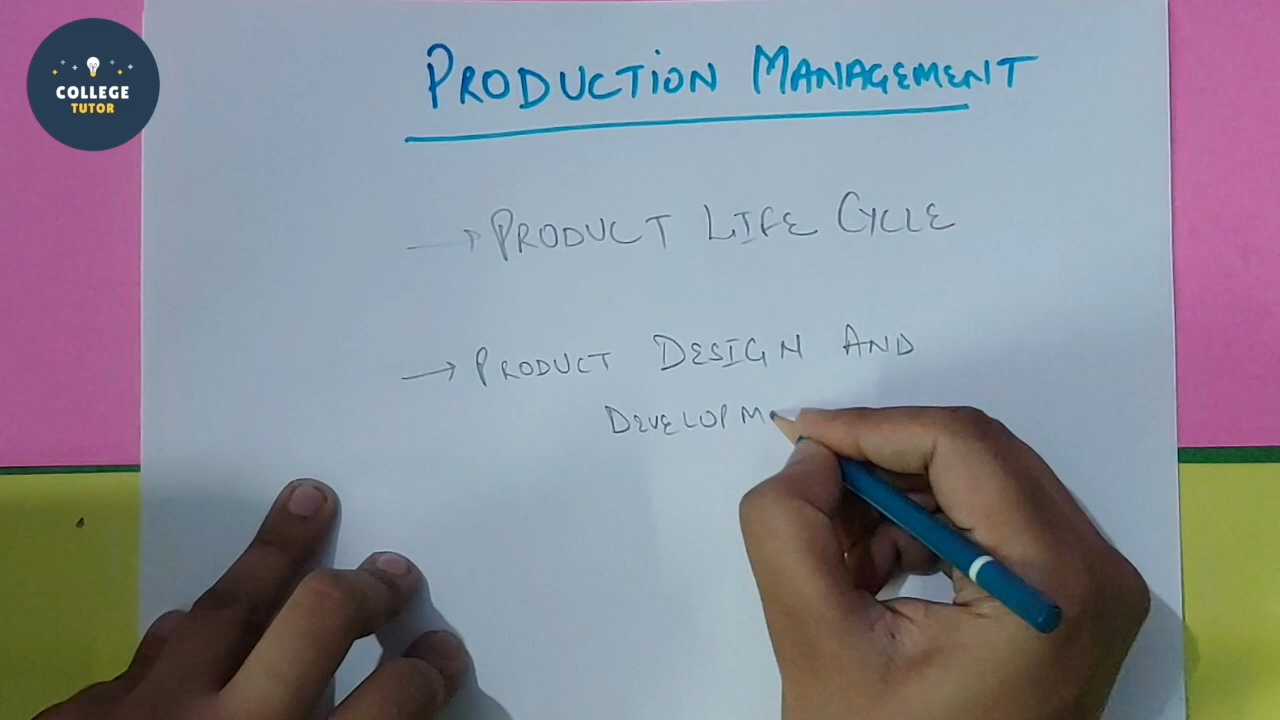 COLLEGE
TUTOR
PRODUCTION MANAGEMENT
→ PRODUCT LIFE CYCLE
→ PRODUCT DESIGN AND
DEVELOPM